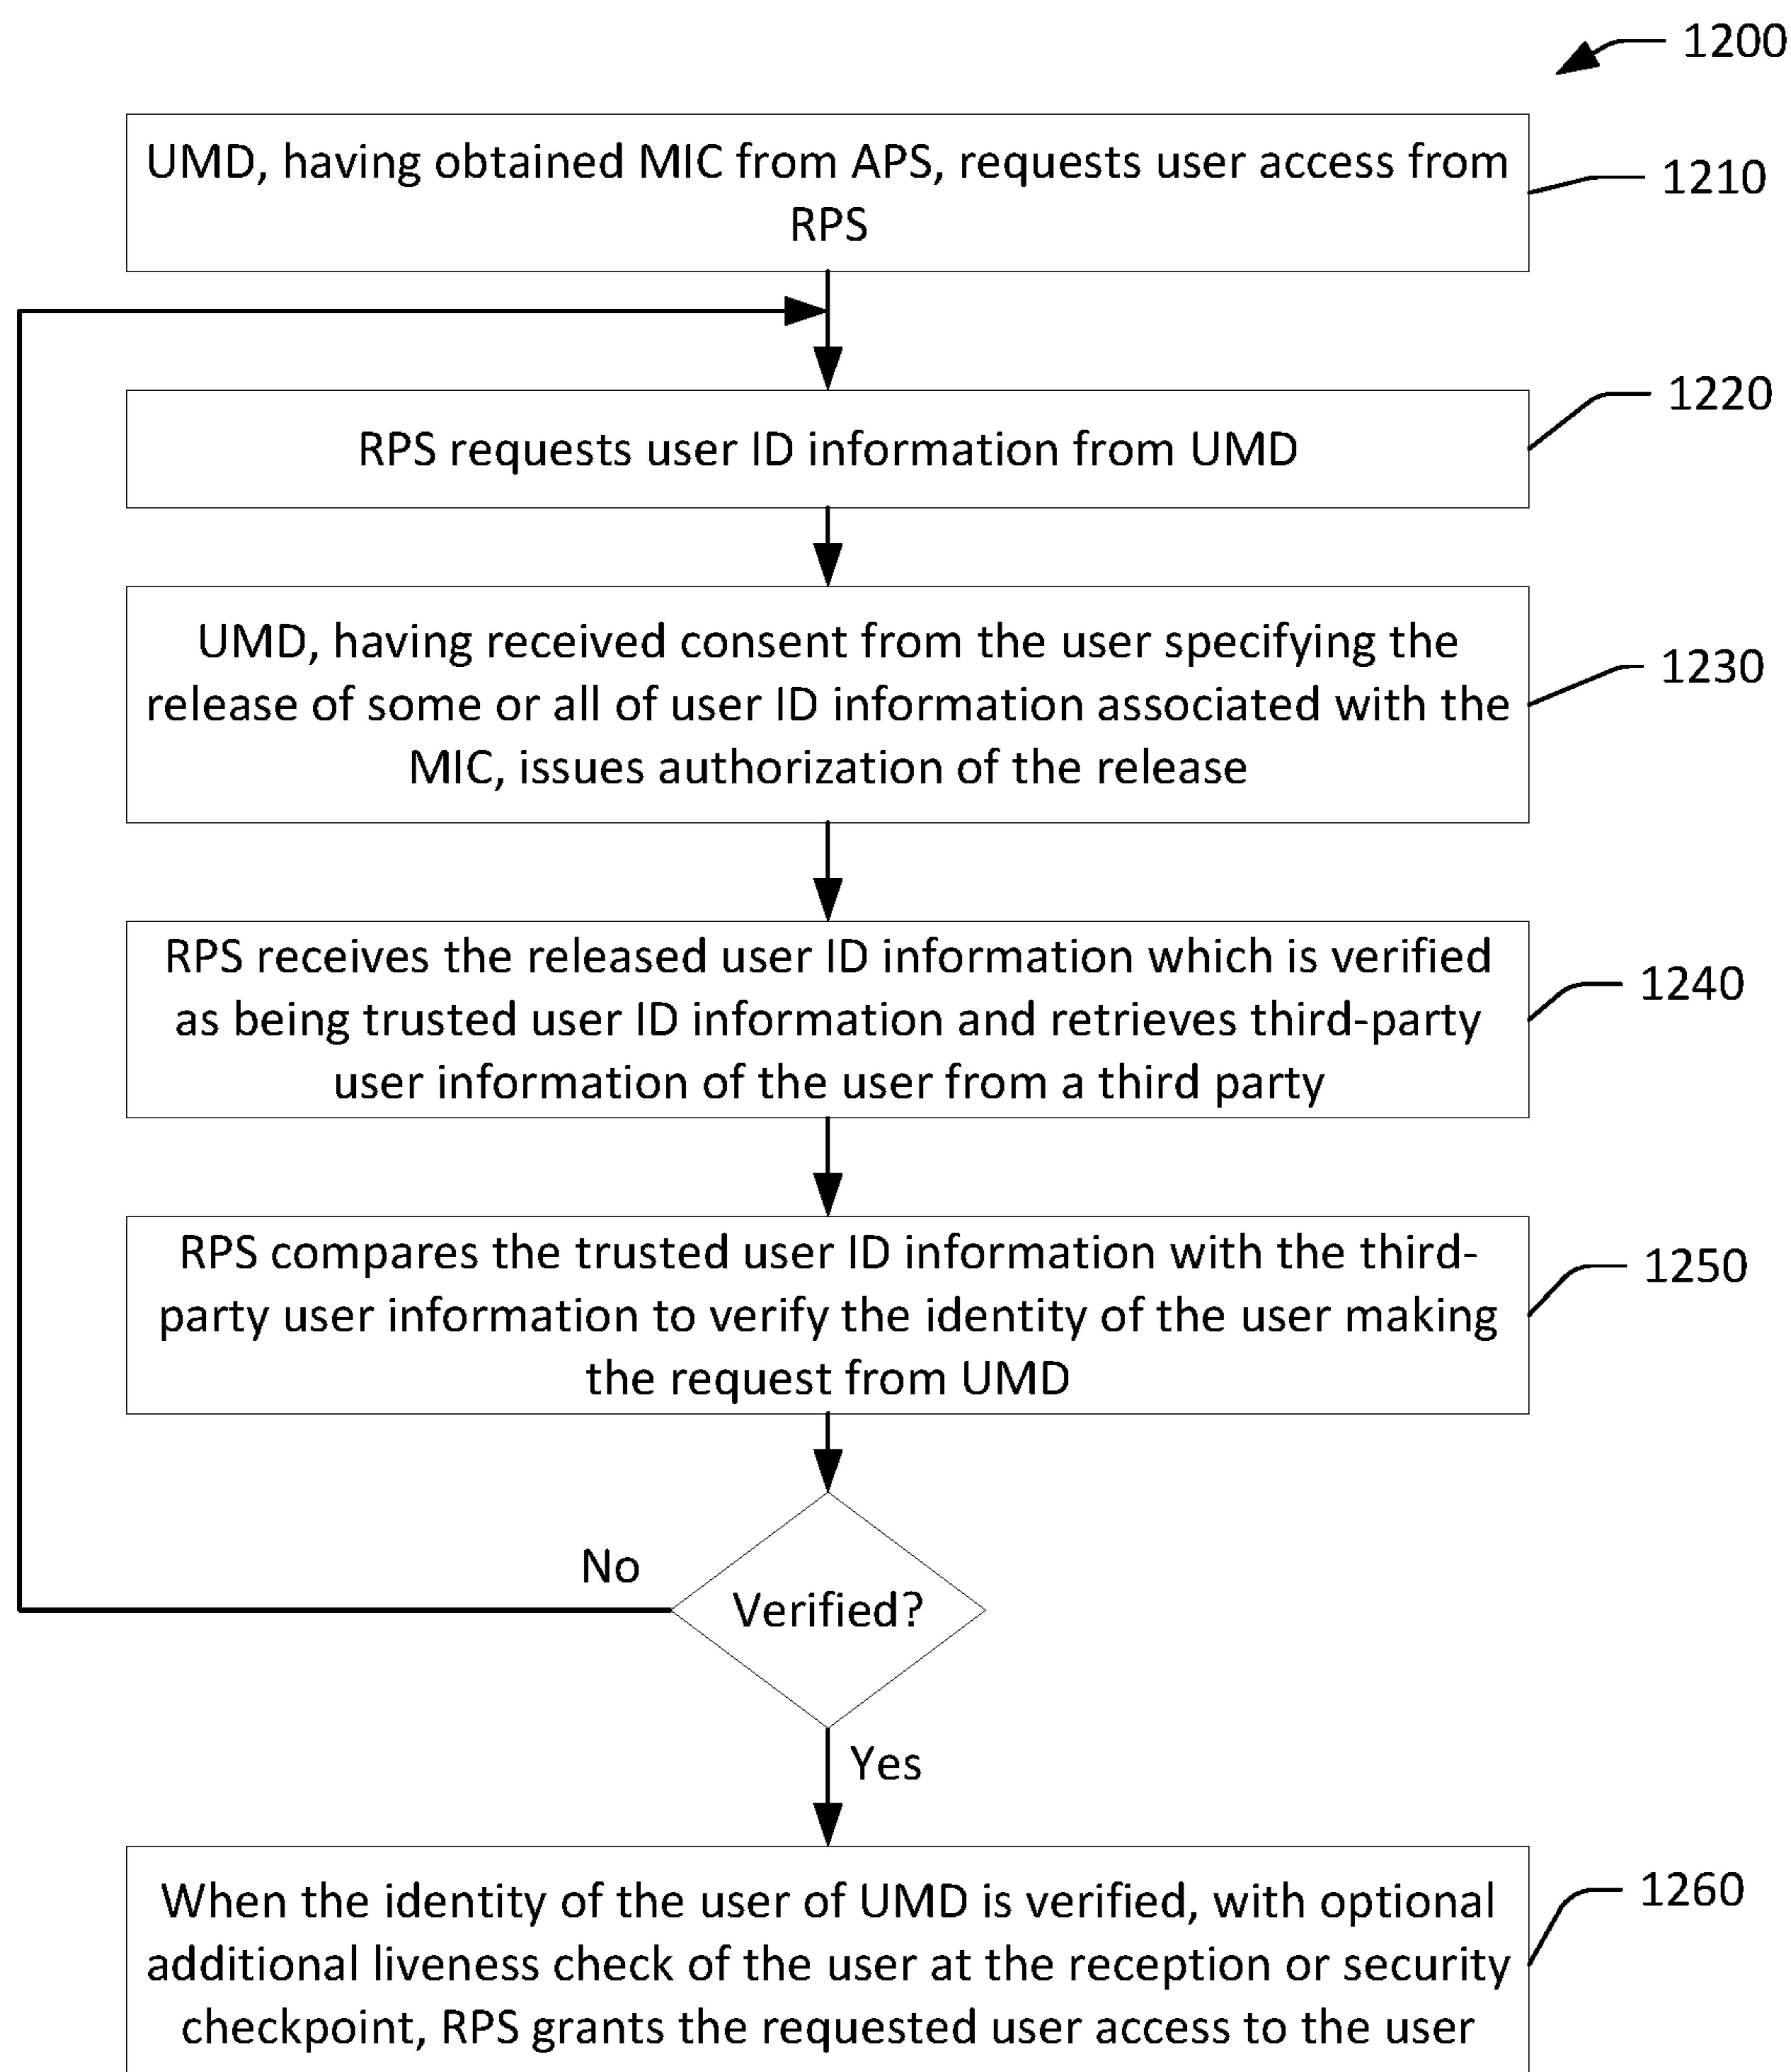 1200
UMD, having obtained MIC from APS, requests user access from
RPS
1210
RPS requests user ID information from UMD
1220
UMD, having received consent from the user specifying the
release of some or all of user ID information associated with the
MIC, issues authorization of the release
1230
RPS receives the released user ID information which is verified
as being trusted user ID information and retrieves third-party
user information of the user from a third party
1240
RPS compares the trusted user ID information with the third-
party user information to verify the identity of the user making
the request from UMD
1250
No
Verified?
Yes
When the identity of the user of UMD is verified, with optional
additional liveness check of the user at the reception or security
checkpoint, RPS grants the requested user access to the user
1260